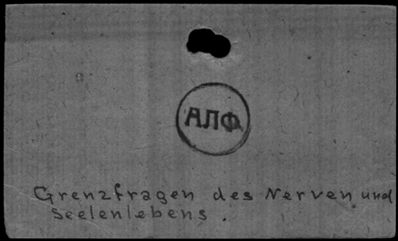 АЛФ
Grenzfragen des Nerven und
Seelenlebens.